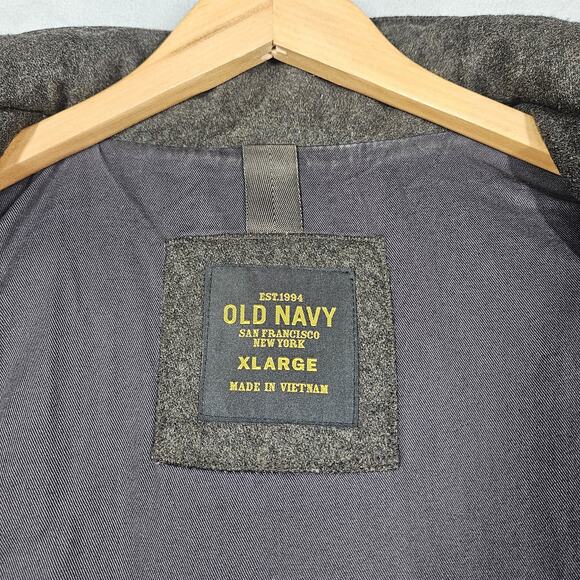 EST.1994
OLD NAVY
SAN FRANCISCO
NEW YORK
XLARGE
MADE IN VIETNAM